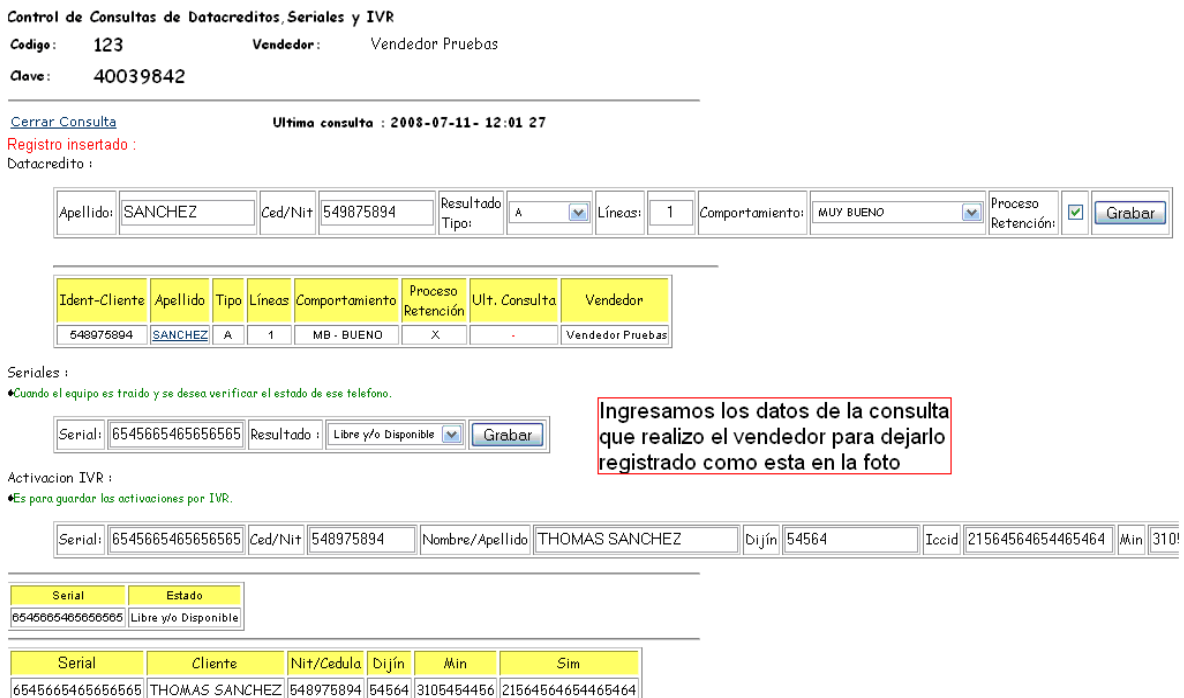 Control de Consultas de Datacreditos,Seriales y IVR
Codigo: 123 Vendedor: Vendedor Pruebas
Clave: 40039842
Cerrar Consulta Ultima consulta : 2008-07-11- 12:01 27
Registro insertado :
Datacredito :
Apellido: SANCHEZ Ced/Nit 549875894 Resultado Tipo: A Líneas: 1 Comportamiento: MUY BUENO Proceso Retención: Grabar
Ident-Cliente Apellido Tipo Líneas Comportamiento Proceso Retención Ult. Consulta Vendedor
548975894 SANCHEZ A 1 MB - BUENO X - Vendedor Pruebas
Seriales :
Cuando el equipo es traido y se desea verificar el estado de ese telefono.
Serial: 6545665465656565 Resultado : Libre y/o Disponible Grabar
Ingresamos los datos de la consulta
que realizo el vendedor para dejarlo
registrado como esta en la foto
Activacion IVR :
Es para guardar las activaciones por IVR.
Serial: 6545665465656565 Ced/Nit 548975894 Nombre/Apellido THOMAS SANCHEZ Dijín 54564 Iccid 21564564654465464 Min 3105
Serial Estado
6545665465656565 Libre y/o Disponible
Serial Cliente Nit/Cedula Dijín Min Sim
6545665465656565 THOMAS SANCHEZ 548975894 54564 3105454456 21564564654465464